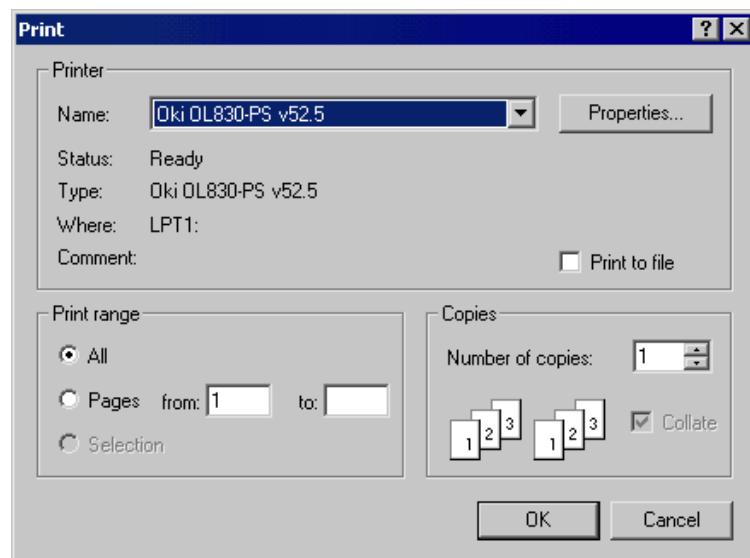 Print
Printer
Name: Oki OL830-PS v52.5 Properties...
Status: Ready
Type: Oki OL830-PS v52.5
Where: LPT1:
Comment:
Print to file
Print range
All
Pages from: 1 to:
Selection
Copies
Number of copies: 1
1 2 3 1 2 3 Collate
OK Cancel